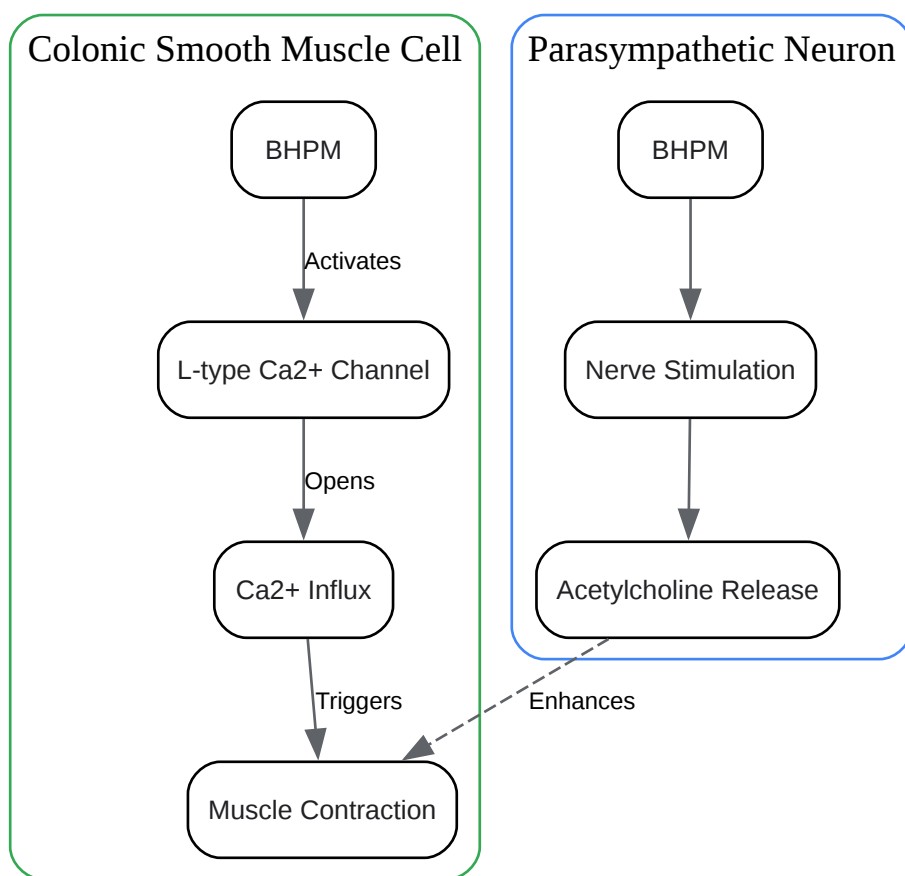 Colonic Smooth Muscle Cell
BHPM
Activates
L-type Ca2+ Channel
Opens
Ca2+ Influx
Triggers
Muscle Contraction
Parasympathetic Neuron
BHPM
Nerve Stimulation
Acetylcholine Release
Enhances